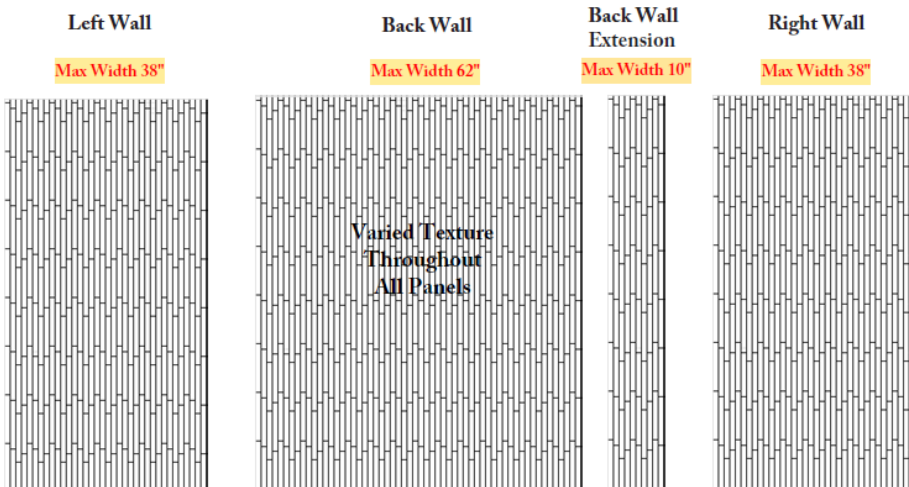 Left Wall
Max Width 38"
Back Wall
Max Width 62"
Back Wall
Extension
Max Width 10"
Right Wall
Max Width 38"
Varied Texture
Throughout
All Panels